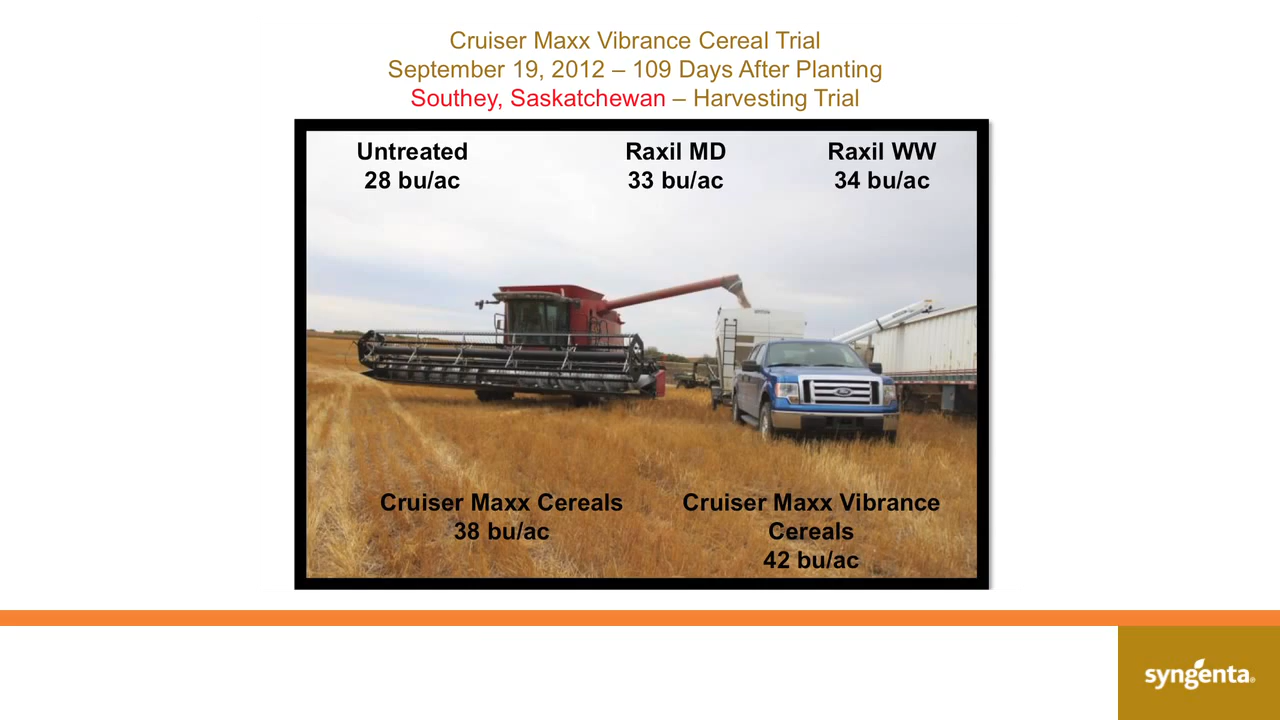 Cruiser Maxx Vibrance Cereal Trial
September 19, 2012 – 109 Days After Planting
Southey, Saskatchewan – Harvesting Trial
Untreated
28 bu/ac
Raxil MD
33 bu/ac
Raxil WW
34 bu/ac
Cruiser Maxx Cereals
38 bu/ac
Cruiser Maxx Vibrance
Cereals
42 bu/ac
syngenta